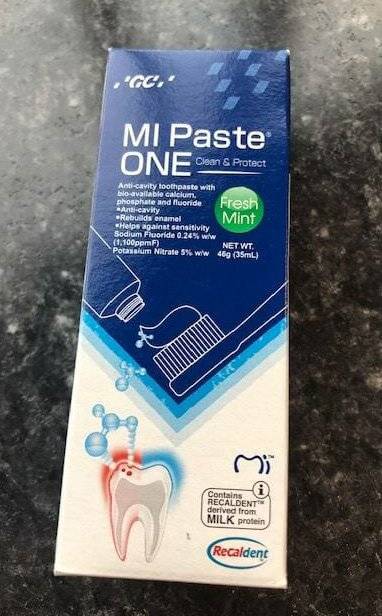 'GC'
MI Paste®
ONE Clean & Protect
Anti-cavity toothpaste with
bio-available calcium,
phosphate and fluoride
•Anti-cavity
•Rebuilds enamel
•Helps against sensitivity
Sodium Fluoride 0.24% w/w
(1,100ppmF)
Potassium Nitrate 5% w/w
Fresh
Mint
NET WT.
46g (35mL)
Mi™
i
Contains
RECALDENT™
derived from
MILK protein
Recaldent™